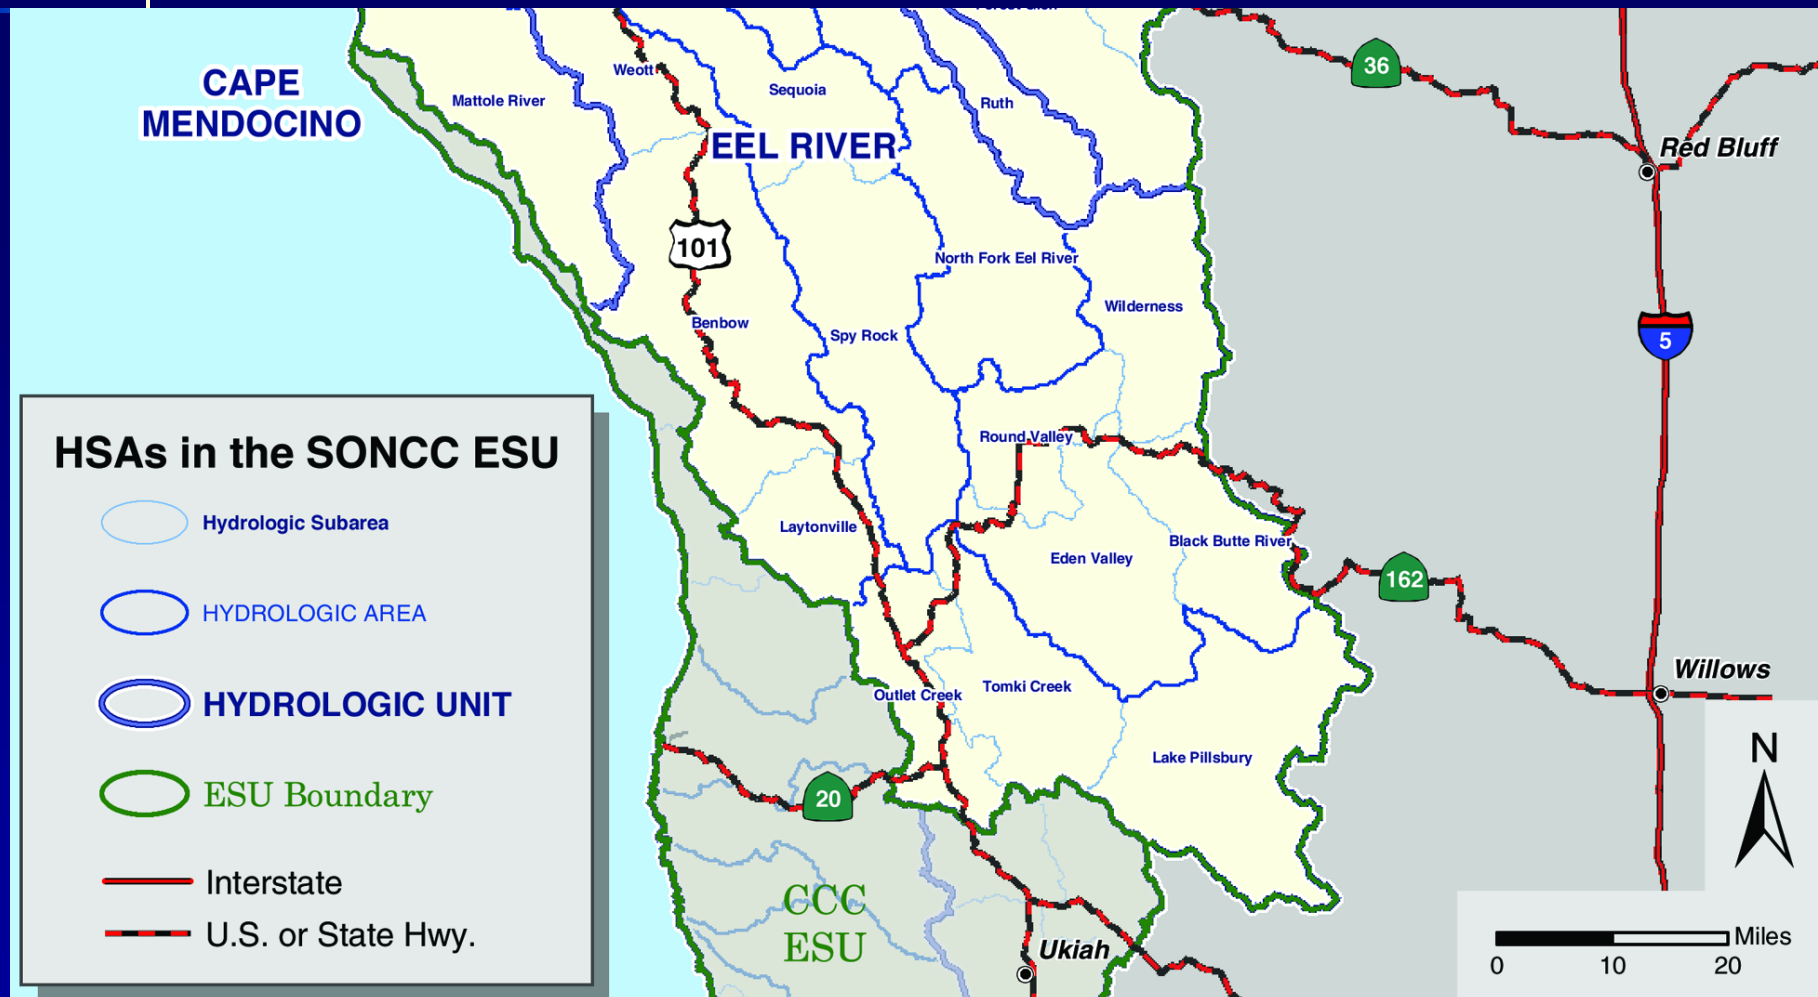 Forest Glen
36
CAPE
MENDOCINO
Weott
Mattole River
Sequoia
Ruth
EEL RIVER
Red Bluff
101
North Fork Eel River
Wilderness
Benbow
Spy Rock
5
HSAs in the SONCC ESU
Round Valley
Hydrologic Subarea
Laytonville
Black Butte River
Eden Valley
162
HYDROLOGIC AREA
Willows
Outlet Creek
Tomki Creek
HYDROLOGIC UNIT
Lake Pillsbury
N
ESU Boundary
20
Interstate
CCC
ESU
U.S. or State Hwy.
Ukiah
Miles
0 10 20